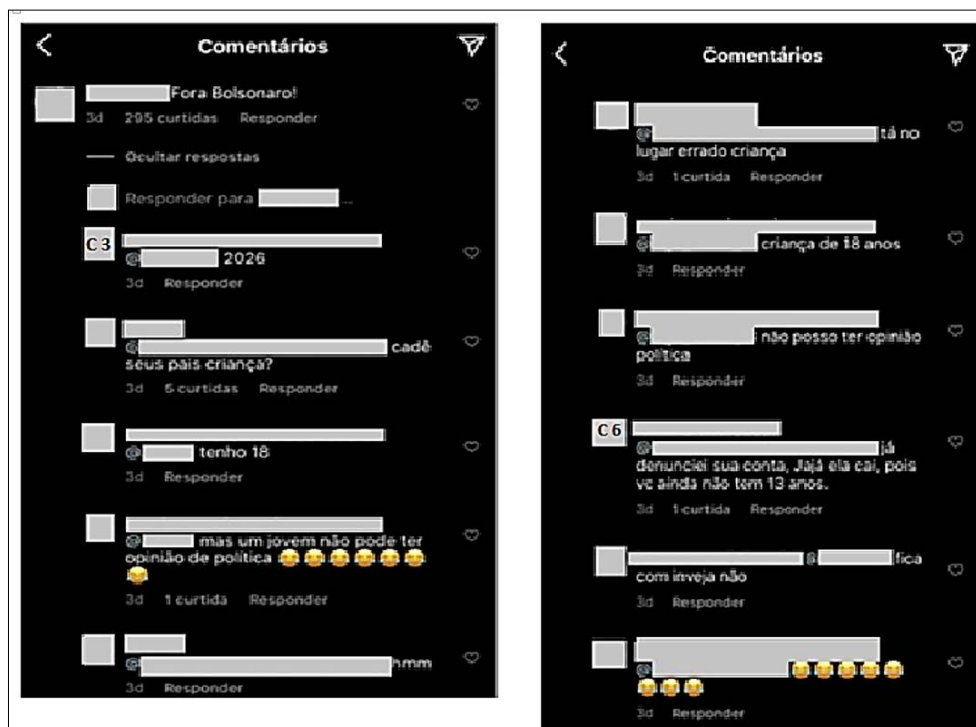 Comentários
Fora Bolsonaro!
3d 295 curtidas Responder
Ocultar respostas
Responder para ...
C 3
@ 2026
3d Responder
@ cadê
seus pais criança?
3d 5 curtidas Responder
@ tenho 18
3d Responder
@ mas um jovem não pode ter
opinião de política 😂😂😂😂😂😂
😂
3d 1 curtida Responder
@ hmm
3d Responder
Comentários
@ tá no
lugar errado criança
3d 1 curtida Responder
@ criança de 18 anos
3d Responder
@ não posso ter opinião
política
3d Responder
C 6
@ já
denunciei sua conta, Jajá ela cai, pois
vc ainda não tem 13 anos.
3d 1 curtida Responder
@ fica
com inveja não
3d Responder
@ 😂😂😂😂😂
😂😂😂
3d Responder